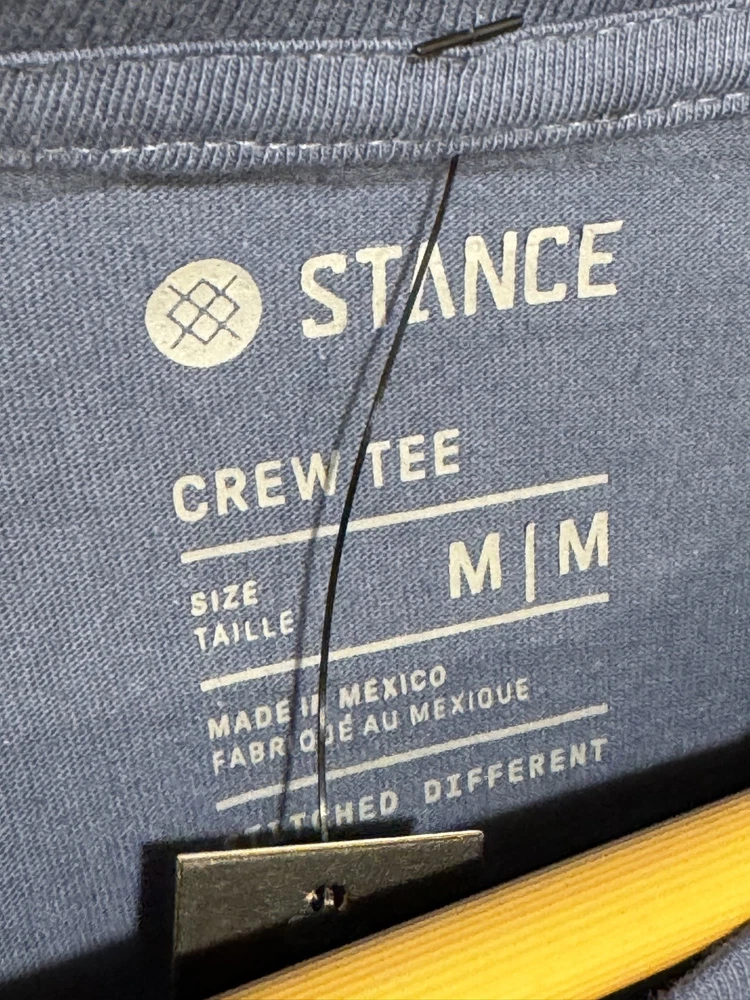 STANCE
CREW TEE
M | M
SIZE
TAILLE
MADE IN MEXICO
FABRIQUÉ AU MEXIQUE
DIFFERENT